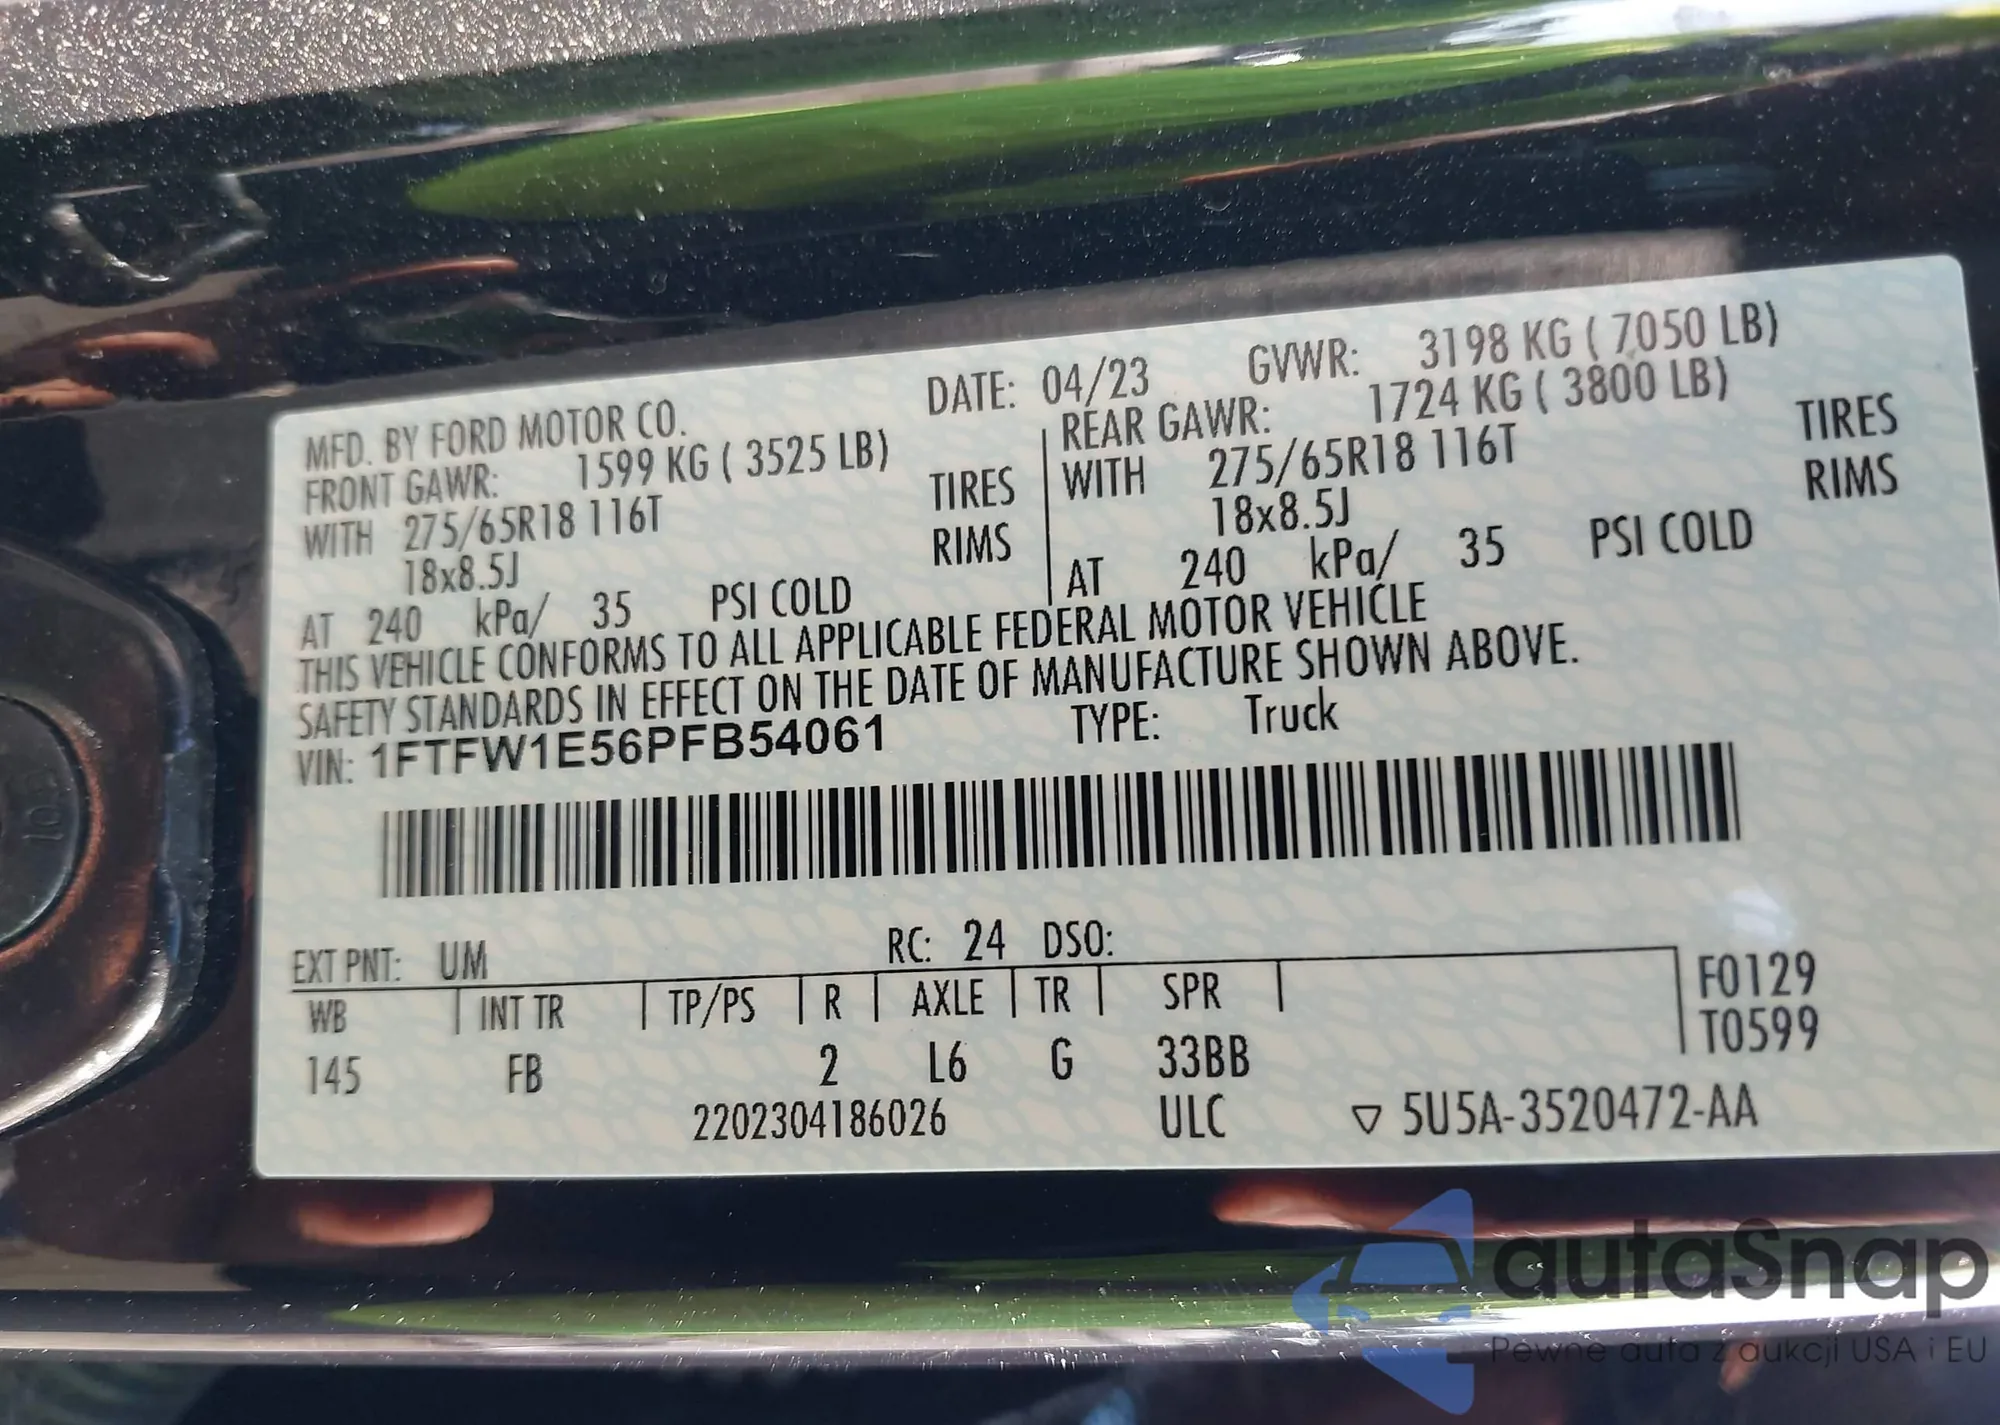 MFD. BY FORD MOTOR CO.
DATE: 04/23 GVWR: 3198 KG ( 7050 LB)
FRONT GAWR: 1599 KG ( 3525 LB)
WITH 275/65R18 116T TIRES
18x8.5J RIMS
AT 240 kPa/ 35 PSI COLD
REAR GAWR: 1724 KG ( 3800 LB)
WITH 275/65R18 116T TIRES
18x8.5J RIMS
AT 240 kPa/ 35 PSI COLD
THIS VEHICLE CONFORMS TO ALL APPLICABLE FEDERAL MOTOR VEHICLE
SAFETY STANDARDS IN EFFECT ON THE DATE OF MANUFACTURE SHOWN ABOVE.
VIN: 1FTFW1E56PFB54061 TYPE: Truck
EXT PNT: UM RC: 24 DSO:
WB INT TR TP/PS R AXLE TR SPR F0129
T0599
145 FB 2 L6 G 33BB
2202304186026 ULC ▽ 5U5A-3520472-AA
autaSnap
Pewne auta z aukcji USA i EU